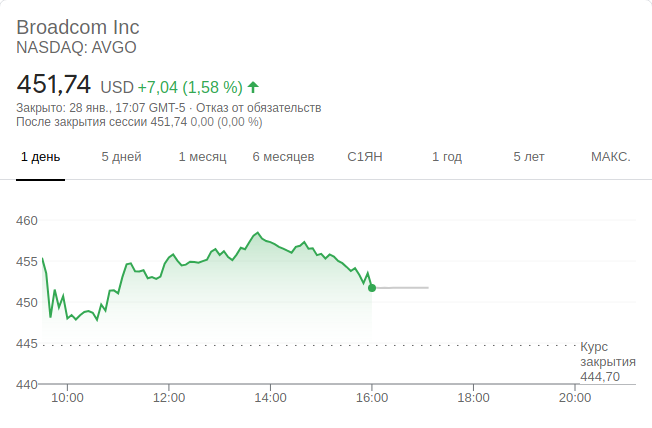 Broadcom Inc
NASDAQ: AVGO
451,74 USD +7,04 (1,58 %)
Закрыто: 28 янв., 17:07 GMT-5 · Отказ от обязательств
После закрытия сессии 451,74 0,00 (0,00 %)
1 день 5 дней 1 месяц 6 месяцев С1ЯН 1 год 5 лет МАКС.
460
455
450
445
Курс
закрытия
444,70
440
10:00 12:00 14:00 16:00 18:00 20:00